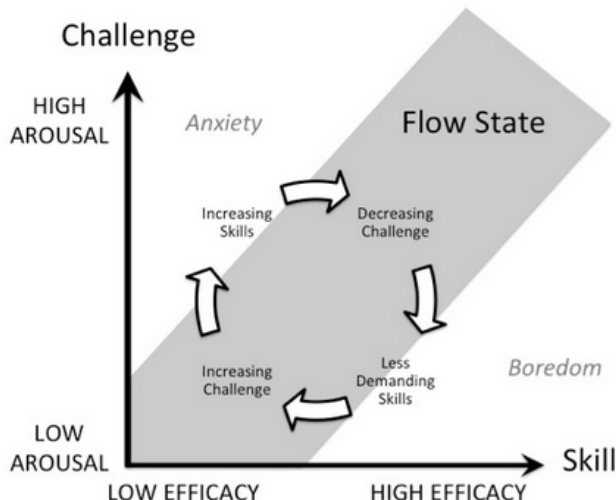 Challenge
HIGH
AROUSAL
Anxiety
Flow State
Increasing
Skills
Decreasing
Challenge
Increasing
Challenge
Less
Demanding
Skills
Boredom
LOW
AROUSAL
Skill
LOW EFFICACY
HIGH EFFICACY